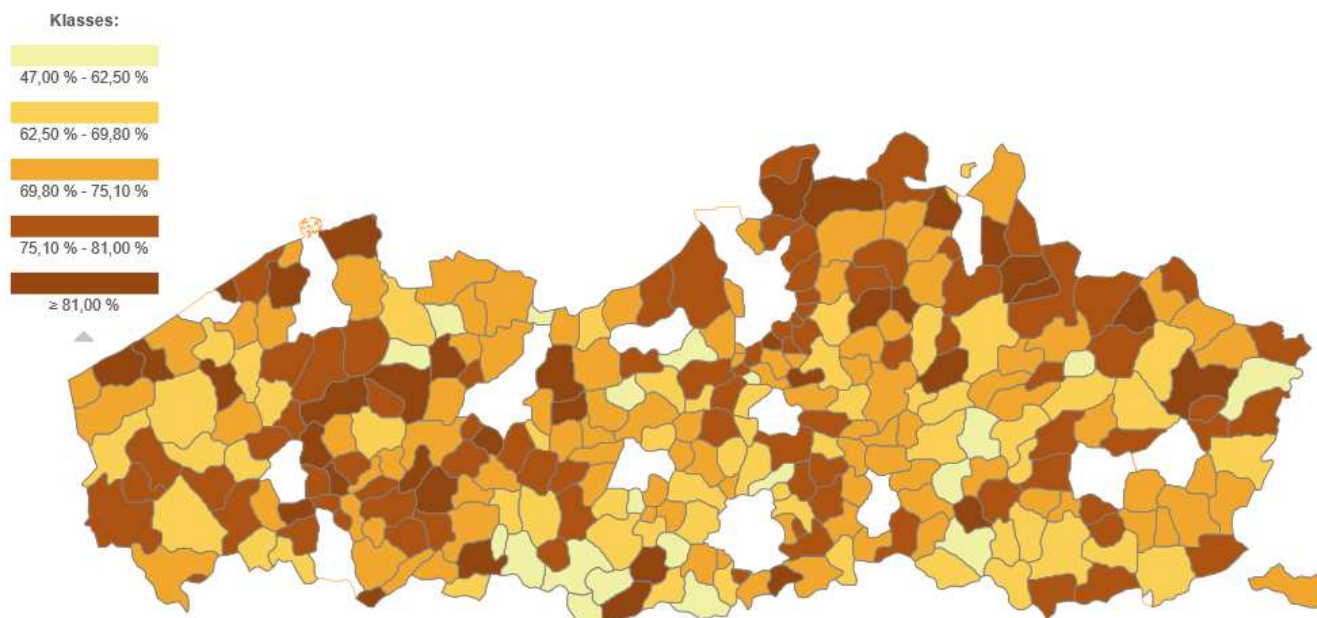 Klasses:
47,00 % - 62,50 %
62,50 % - 69,80 %
69,80 % - 75,10 %
75,10 % - 81,00 %
≥ 81,00 %